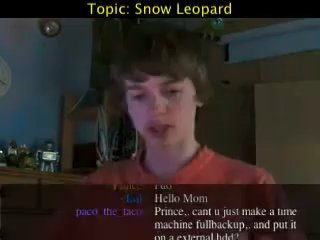 Topic: Snow Leopard
Hello Mom
paco_the_taco: Prince,. cant u just make a time
machine fullbackup,. and put it
on a external hdd?